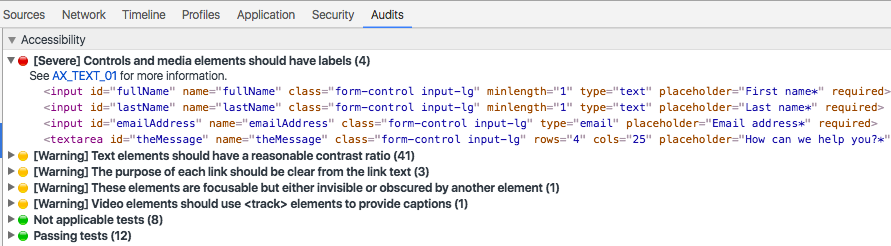 Sources Network Timeline Profiles Application Security Audits
▼ Accessibility
▼ [Severe] Controls and media elements should have labels (4)
See AX_TEXT_01 for more information.
<input id="fullName" name="fullName" class="form-control input-lg" minlength="1" type="text" placeholder="First name*" required>
<input id="lastName" name="lastName" class="form-control input-lg" minlength="1" type="text" placeholder="Last name*" required>
<input id="emailAddress" name="emailAddress" class="form-control input-lg" type="email" placeholder="Email address*" required>
<textarea id="theMessage" name="theMessage" class="form-control input-lg" rows="4" cols="25" placeholder="How can we help you?*"
▶ [Warning] Text elements should have a reasonable contrast ratio (41)
▶ [Warning] The purpose of each link should be clear from the link text (3)
▶ [Warning] These elements are focusable but either invisible or obscured by another element (1)
▶ [Warning] Video elements should use <track> elements to provide captions (1)
▶ Not applicable tests (8)
▶ Passing tests (12)